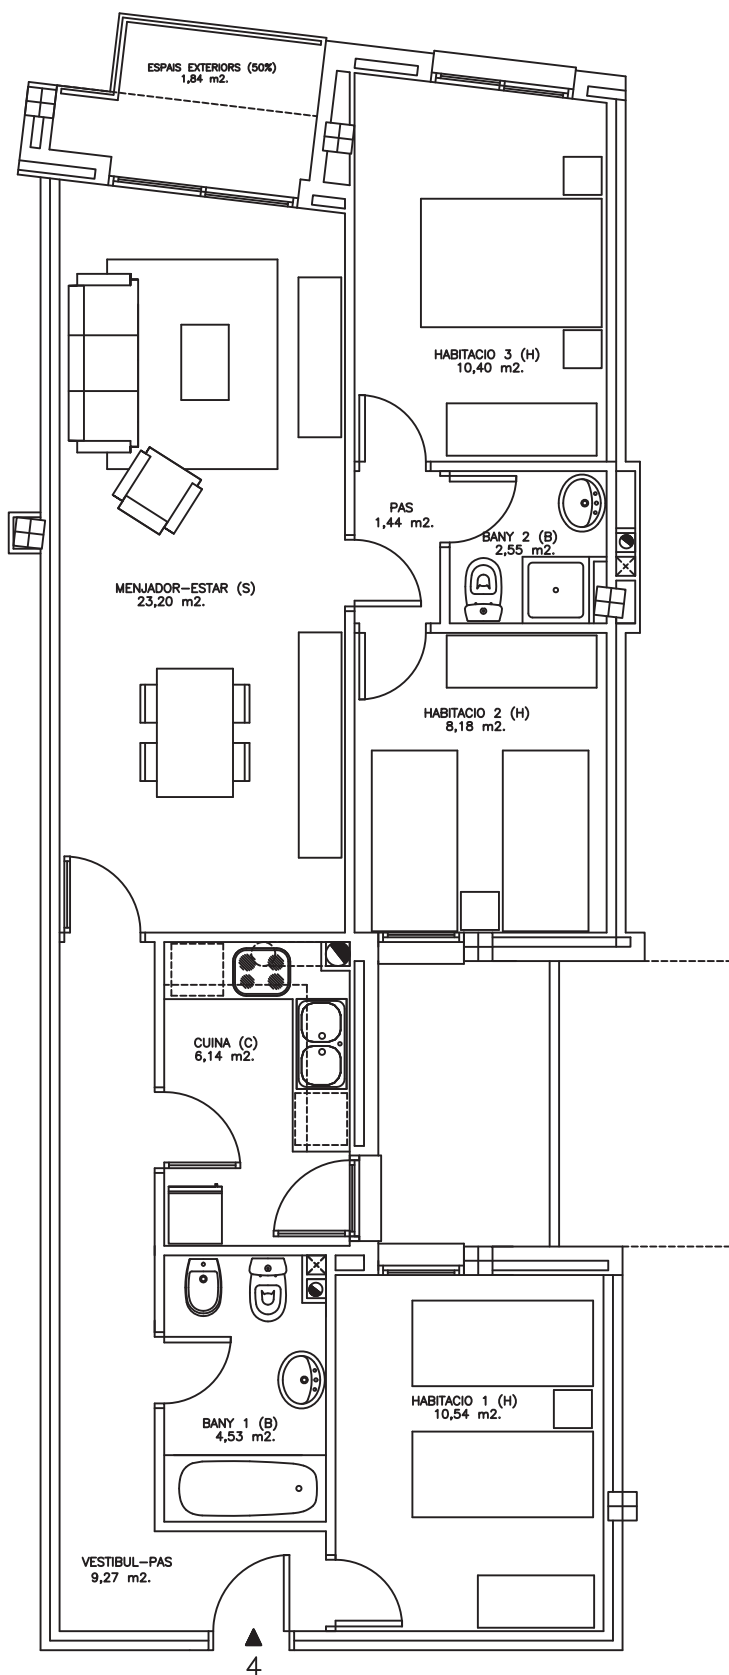 ESPAIS EXTERIORS (50%)
1,84 m2.
HABITACIO 3 (H)
10,40 m2.
PAS
1,44 m2.
BANY 2 (B)
2,55 m2.
MENJADOR-ESTAR (S)
23,20 m2.
HABITACIO 2 (H)
8,18 m2.
CUINA (C)
6,14 m2.
HABITACIO 1 (H)
10,54 m2.
BANY 1 (B)
4,53 m2.
VESTIBUL-PAS
9,27 m2.
4